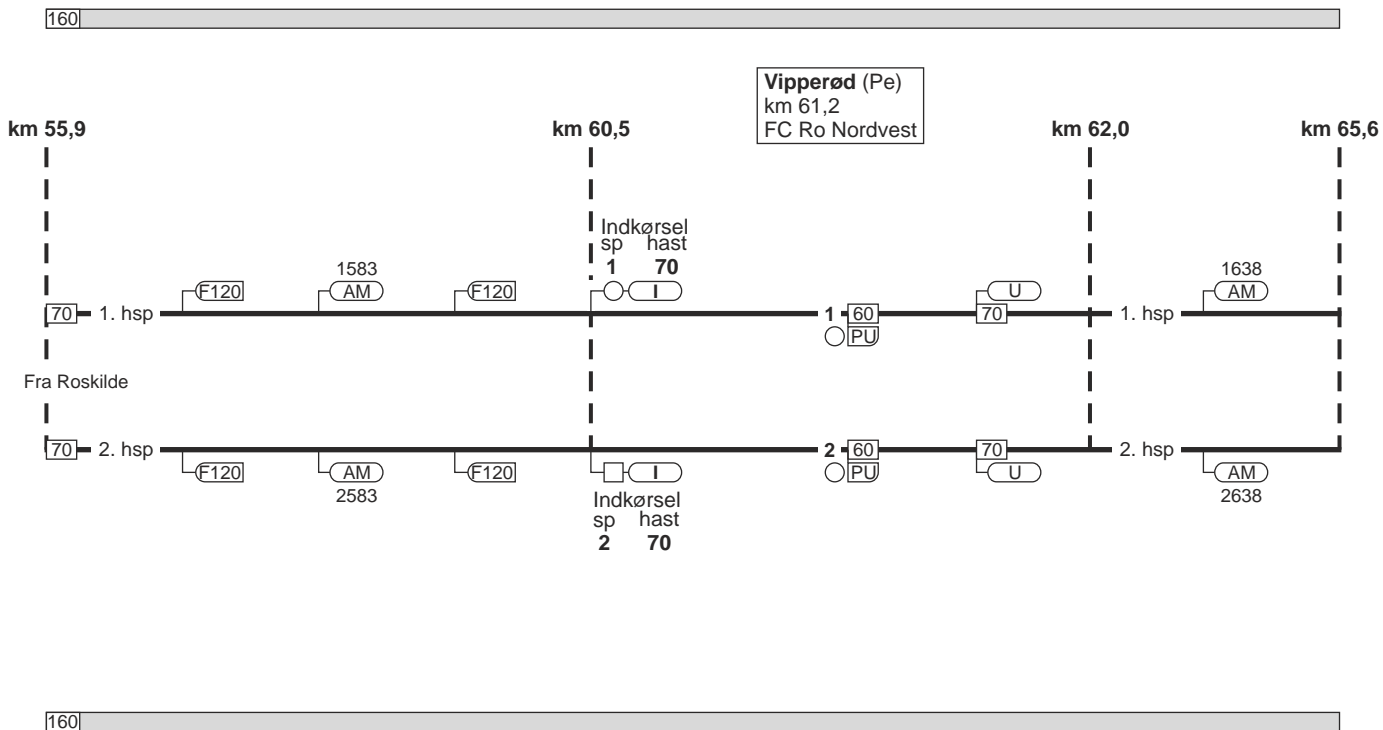 160
Vipperød (Pe)
km 61,2
FC Ro Nordvest
km 55,9
km 60,5
km 62,0
km 65,6
Indkørsel
sp hast
1 70
1583
1638
F120
AM
F120
I
U
AM
70
1. hsp
1
60
70
1. hsp
PU
Fra Roskilde
70
2. hsp
2
60
70
2. hsp
F120
AM
F120
I
PU
U
AM
2583
2638
Indkørsel
sp hast
2 70
160